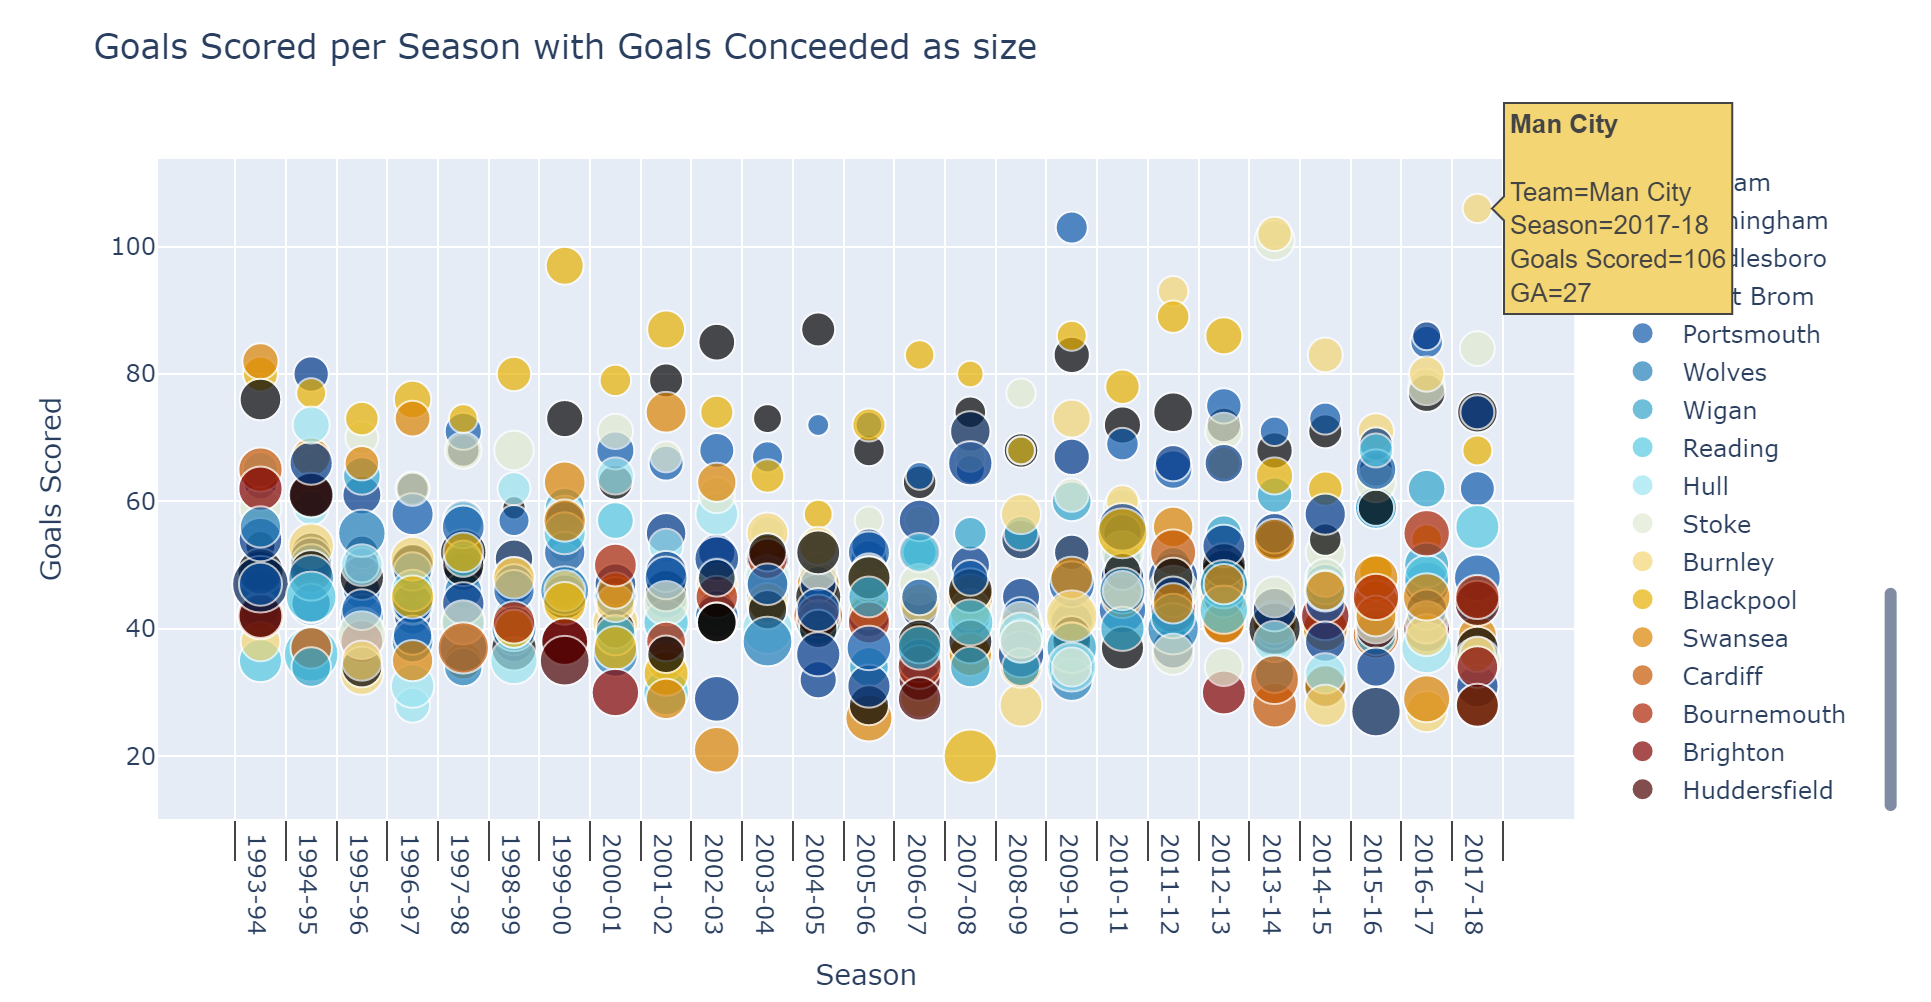 Goals Scored per Season with Goals Conceeded as size
Man City
Team=Man City
Season=2017-18
Goals Scored=106
GA=27
am
ningham
dlesboro
t Brom
Portsmouth
Wolves
Wigan
Reading
Hull
Stoke
Burnley
Blackpool
Swansea
Cardiff
Bournemouth
Brighton
Huddersfield
Goals Scored
100
80
60
40
20
1993-94
1994-95
1995-96
1996-97
1997-98
1998-99
1999-00
2000-01
2001-02
2002-03
2003-04
2004-05
2005-06
2006-07
2007-08
2008-09
2009-10
2010-11
2011-12
2012-13
2013-14
2014-15
2015-16
2016-17
2017-18
Season